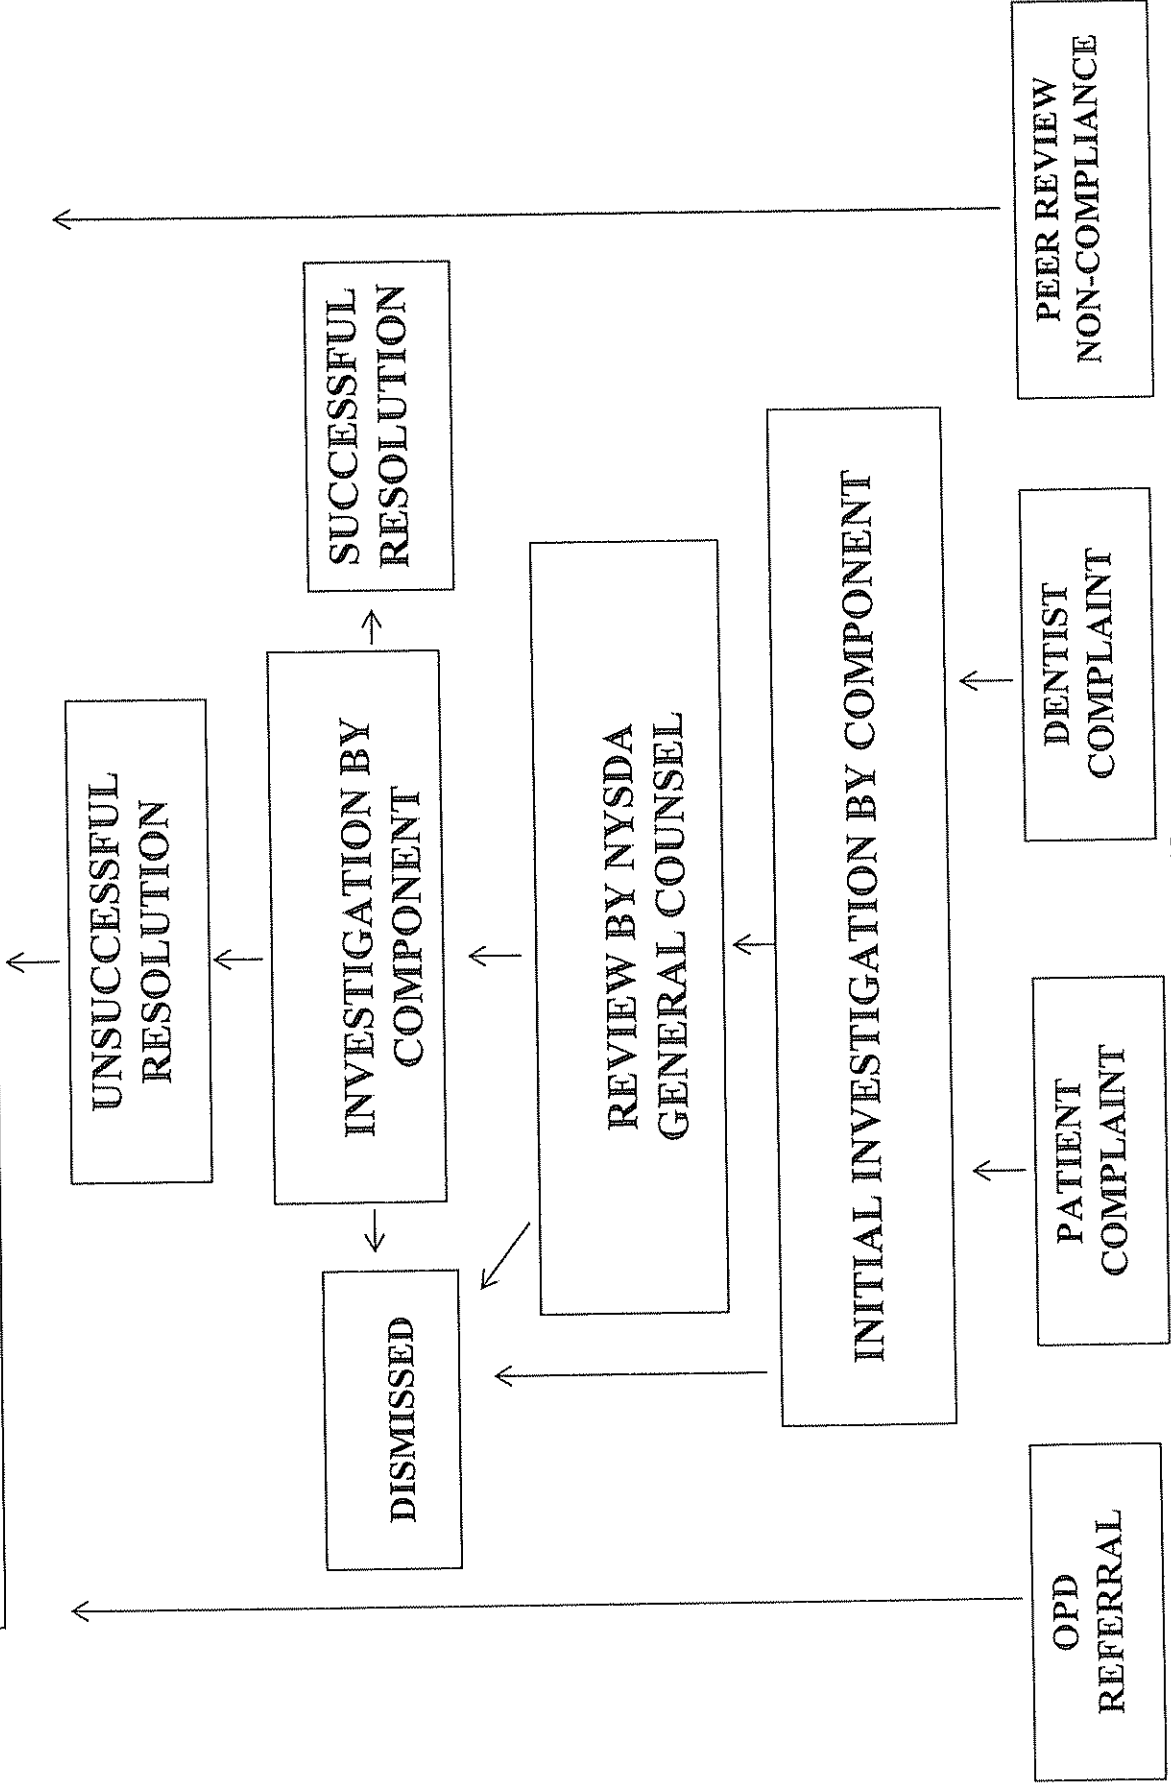 UNSUCCESSFUL
RESOLUTION
INVESTIGATION BY
COMPONENT
SUCCESSFUL
RESOLUTION
DISMISSED
REVIEW BY NYSDA
GENERAL COUNSEL
INITIAL INVESTIGATION BY COMPONENT
OPD
REFERRAL
PATIENT
COMPLAINT
DENTIST
COMPLAINT
PEER REVIEW
NON-COMPLIANCE